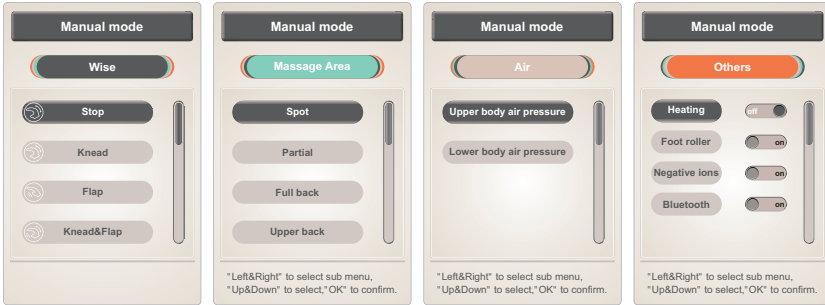 Manual mode
Wise
Stop
Knead
Flap
Knead&Flap
Manual mode
Massage Area
Spot
Partial
Full back
Upper back
"Left&Right" to select sub menu,
"Up&Down" to select,"OK" to confirm.
Manual mode
Air
Upper body air pressure
Lower body air pressure
"Left&Right" to select sub menu,
"Up&Down" to select,"OK" to confirm.
Manual mode
Others
Heating off
Foot roller on
Negative ions on
Bluetooth on
"Left&Right" to select sub menu,
"Up&Down" to select,"OK" to confirm.